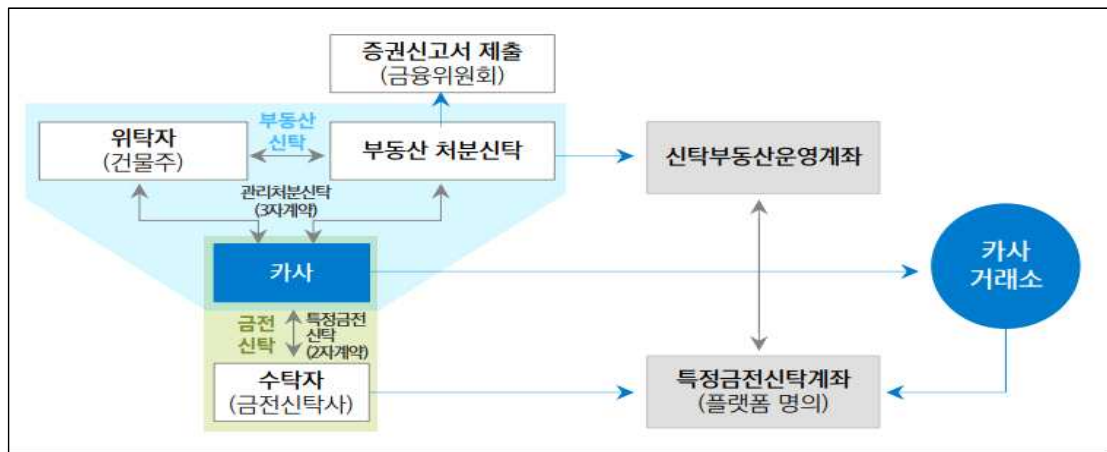 증권신고서 제출
(금융위원회)
위탁자
(건물주)
부동산
신탁
부동산 처분신탁
신탁부동산운영계좌
관리처분신탁
(3자계약)
카사
카사
거래소
금전
신탁
특정금전
신탁
(2자계약)
수탁자
(금전신탁사)
특정금전신탁계좌
(플랫폼 명의)